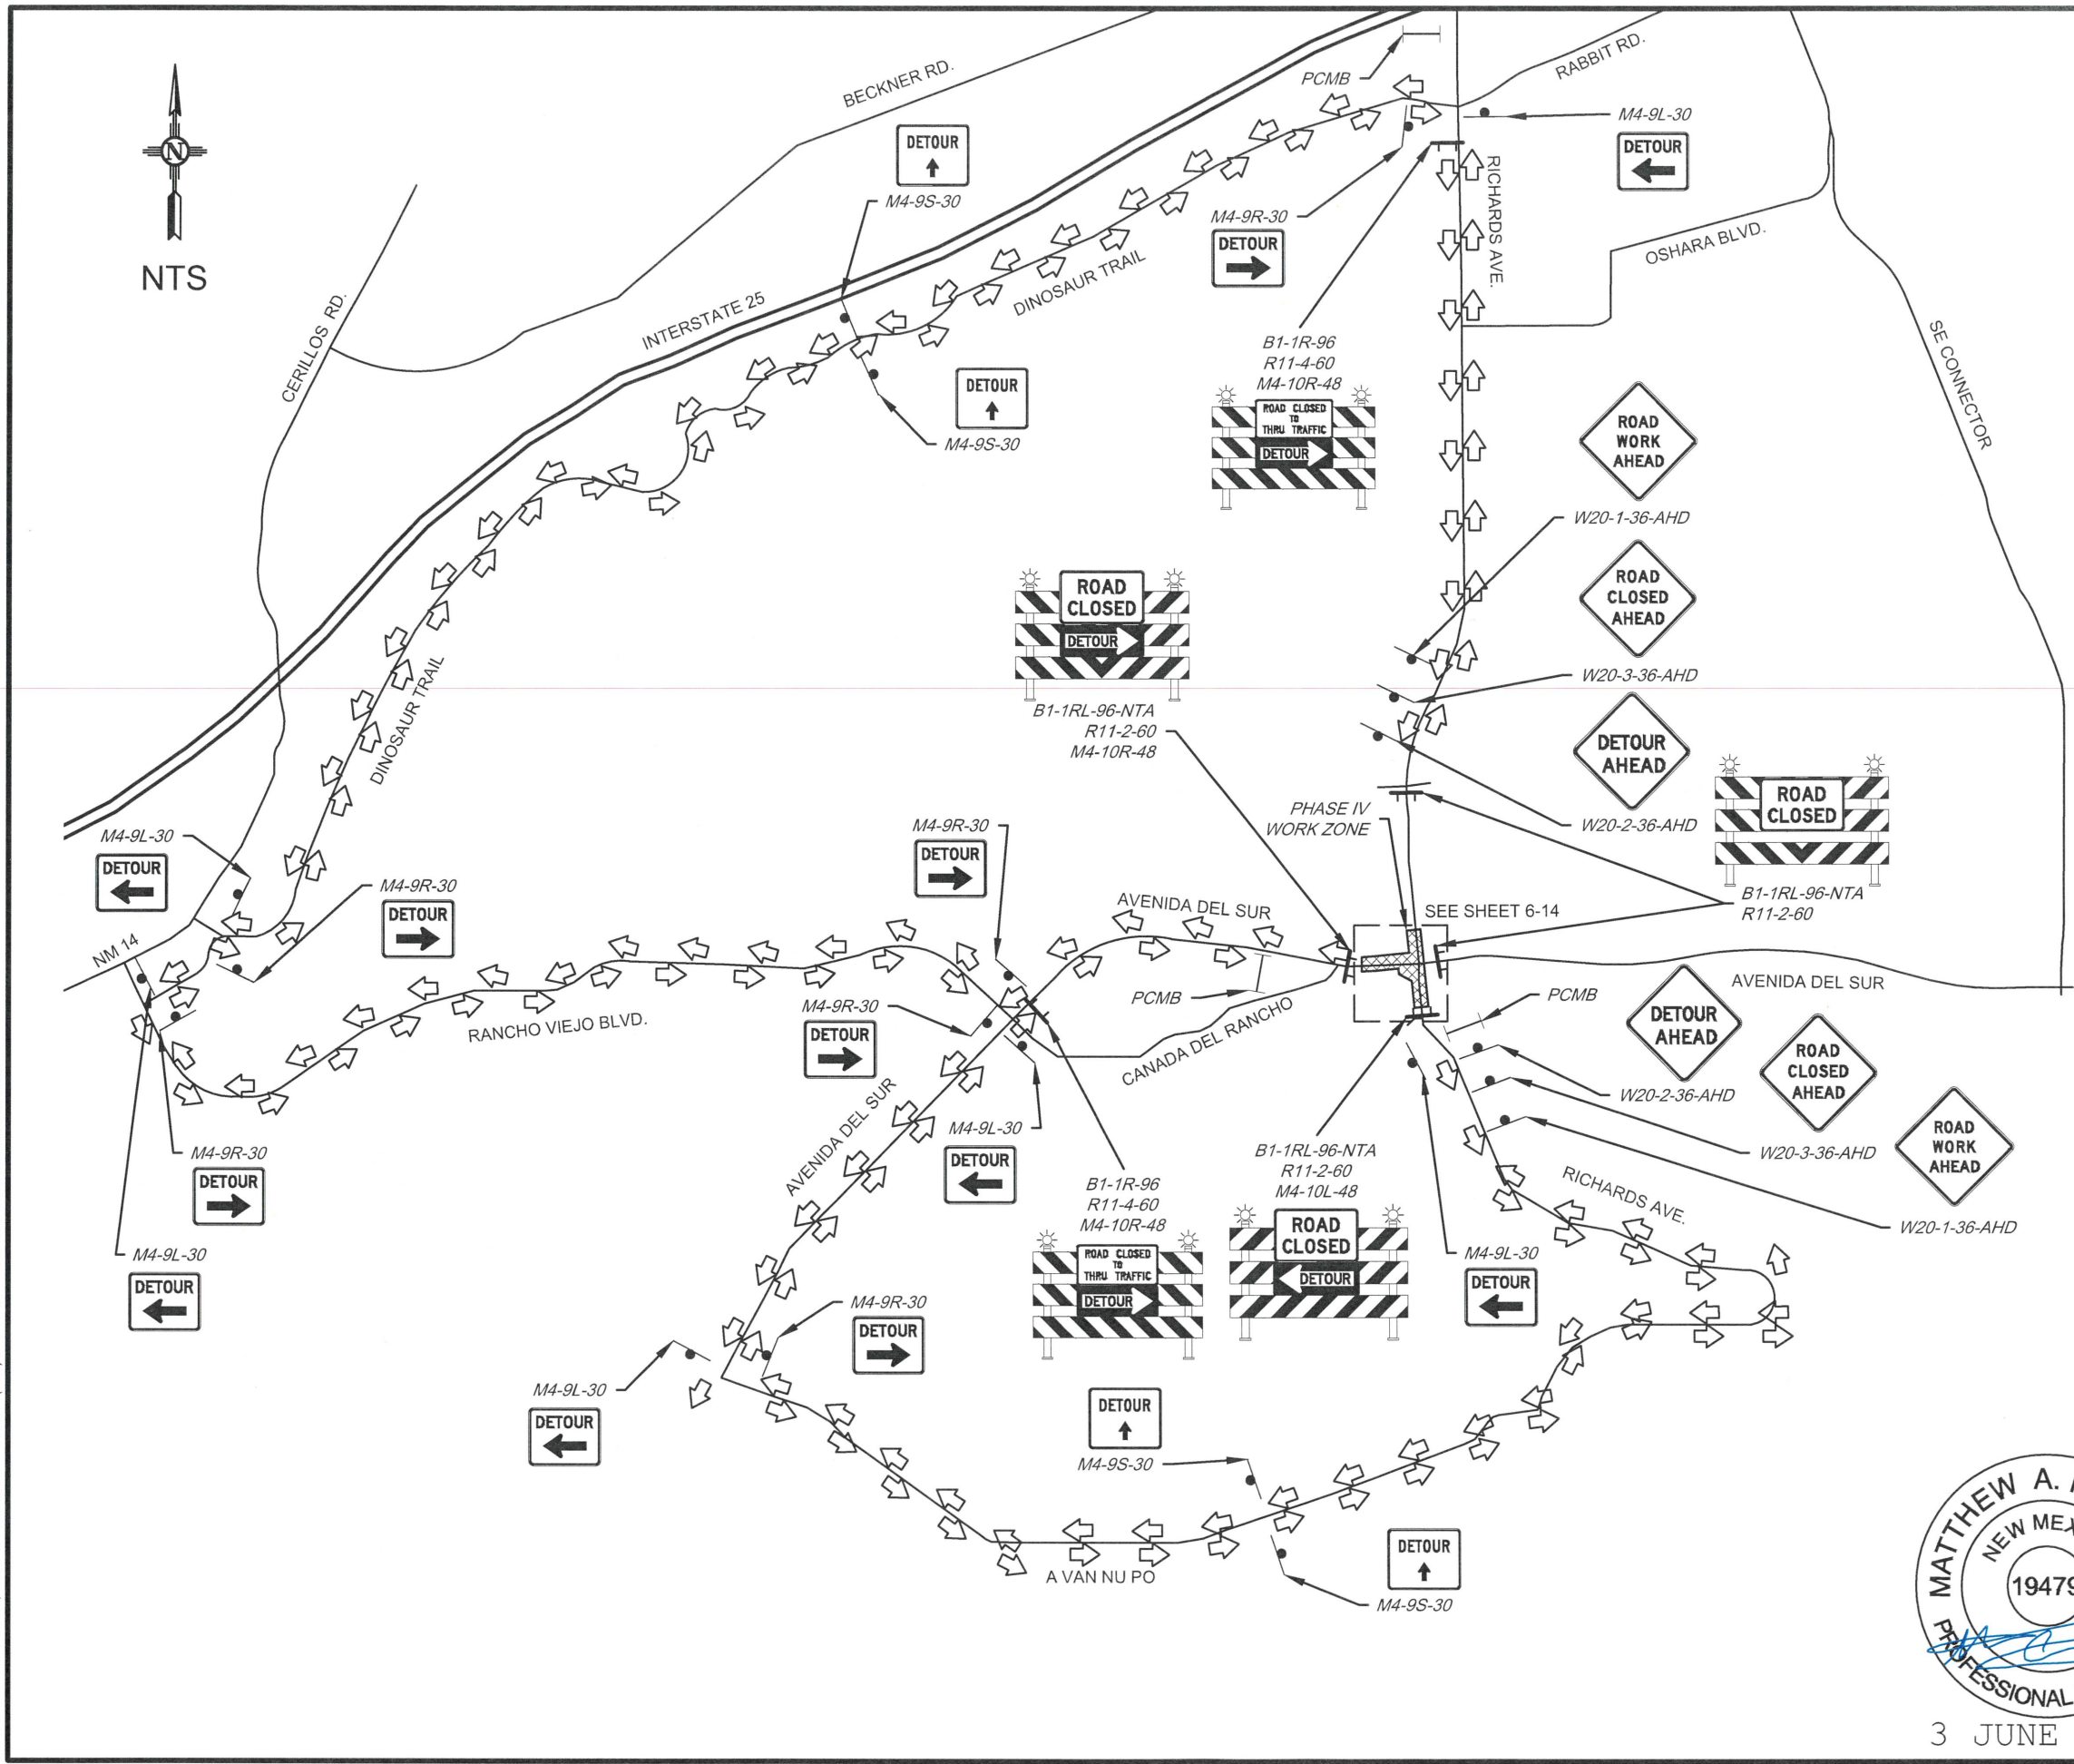 BECKNER RD.
PCMB
RABBIT RD.
M4-9L-30
DETOUR
N
NTS
DETOUR
M4-9S-30
M4-9R-30
DETOUR
RICHARDS AVE.
OSHARA BLVD.
CERILLOS RD.
INTERSTATE 25
DINOSAUR TRAIL
SE CONNECTOR
DETOUR
M4-9S-30
B1-1R-96
R11-4-60
M4-10R-48
ROAD CLOSED
TO
THRU TRAFFIC
DETOUR
ROAD
WORK
AHEAD
W20-1-36-AHD
ROAD
CLOSED
AHEAD
W20-3-36-AHD
DETOUR
AHEAD
W20-2-36-AHD
ROAD
CLOSED
DETOUR
B1-1RL-96-NTA
R11-2-60
M4-10R-48
ROAD
CLOSED
B1-1RL-96-NTA
R11-2-60
DINOSAUR TRAIL
PHASE IV
WORK ZONE
SEE SHEET 6-14
M4-9L-30
DETOUR
M4-9R-30
DETOUR
M4-9R-30
DETOUR
AVENIDA DEL SUR
NM 14
RANCHO VIEJO BLVD.
M4-9R-30
DETOUR
PCMB
CANADA DEL RANCHO
AVENIDA DEL SUR
PCMB
DETOUR
AHEAD
W20-2-36-AHD
ROAD
CLOSED
AHEAD
W20-3-36-AHD
ROAD
WORK
AHEAD
W20-1-36-AHD
AVENIDA DEL SUR
M4-9L-30
DETOUR
M4-9R-30
DETOUR
M4-9L-30
DETOUR
B1-1R-96
R11-4-60
M4-10R-48
ROAD CLOSED
TO
THRU TRAFFIC
DETOUR
B1-1RL-96-NTA
R11-2-60
M4-10L-48
ROAD
CLOSED
DETOUR
RICHARDS AVE.
M4-9L-30
DETOUR
M4-9R-30
DETOUR
M4-9L-30
DETOUR
DETOUR
M4-9S-30
A VAN NU PO
DETOUR
M4-9S-30
MATTHEW A.
NEW MEX
19479
PROFESSIONAL
3 JUNE